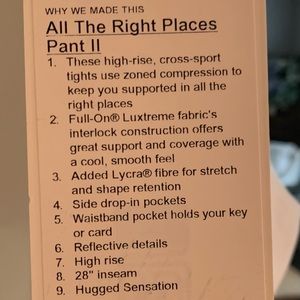 WHY WE MADE THIS
All The Right Places
Pant II
1. These high-rise, cross-sport
tights use zoned compression to
keep you supported in all the
right places
2. Full-On® Luxtreme fabric's
interlock construction offers
great support and coverage with
a cool, smooth feel
3. Added Lycra® fibre for stretch
and shape retention
4. Side drop-in pockets
5. Waistband pocket holds your key
or card
6. Reflective details
7. High rise
8. 28" inseam
9. Hugged Sensation